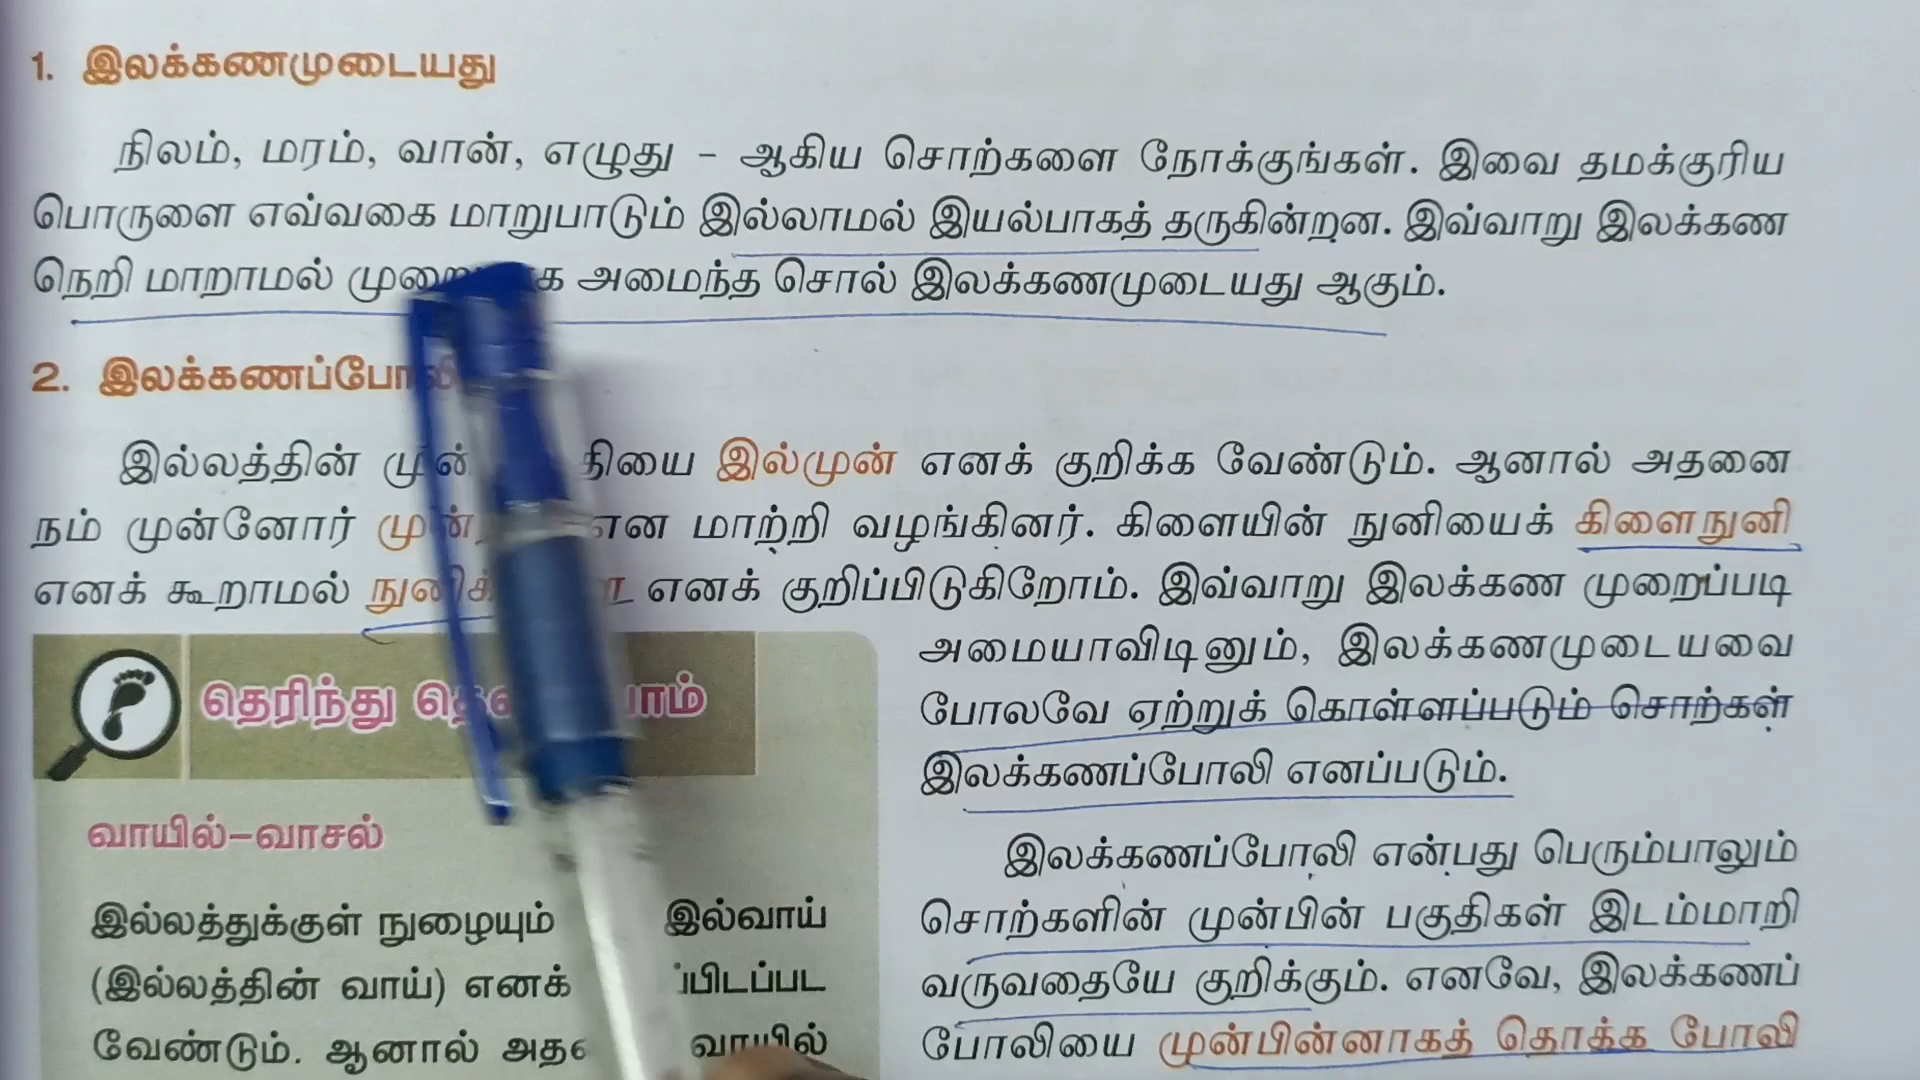 1. இலக்கணமுடையது
நிலம், மரம், வான், எழுது - ஆகிய சொற்களை நோக்குங்கள். இவை தமக்குரிய
பொருளை எவ்வகை மாறுபாடும் இல்லாமல் இயல்பாகத் தருகின்றன. இவ்வாறு இலக்கண
நெறி மாறாமல் அமைந்த சொல் இலக்கணமுடையது ஆகும்.
2. இலக்கணப்போலி
இல்லத்தின் இல்முன் எனக் குறிக்க வேண்டும். ஆனால் அதனை
நம் முன்னோர் என மாற்றி வழங்கினர். கிளையின் நுனியைக் கிளைநுனி
எனக் கூறாமல் எனக் குறிப்பிடுகிறோம். இவ்வாறு இலக்கண முறைப்படி
அமையாவிடினும், இலக்கணமுடையவை
போலவே ஏற்றுக் கொள்ளப்படும் சொற்கள்
இலக்கணப்போலி எனப்படும்.
இலக்கணப்போலி என்பது பெரும்பாலும்
சொற்களின் முன்பின் பகுதிகள் இடம்மாறி
வருவதையே குறிக்கும். எனவே, இலக்கணப்
போலியை முன்பின்னாகத் தொக்க போலி
தெரிந்து
வாயில்-வாசல்
இல்லத்துக்குள் நுழையும் இல்வாய்
(இல்லத்தின் வாய்) எனக்
வேண்டும். ஆனால் வாயில்